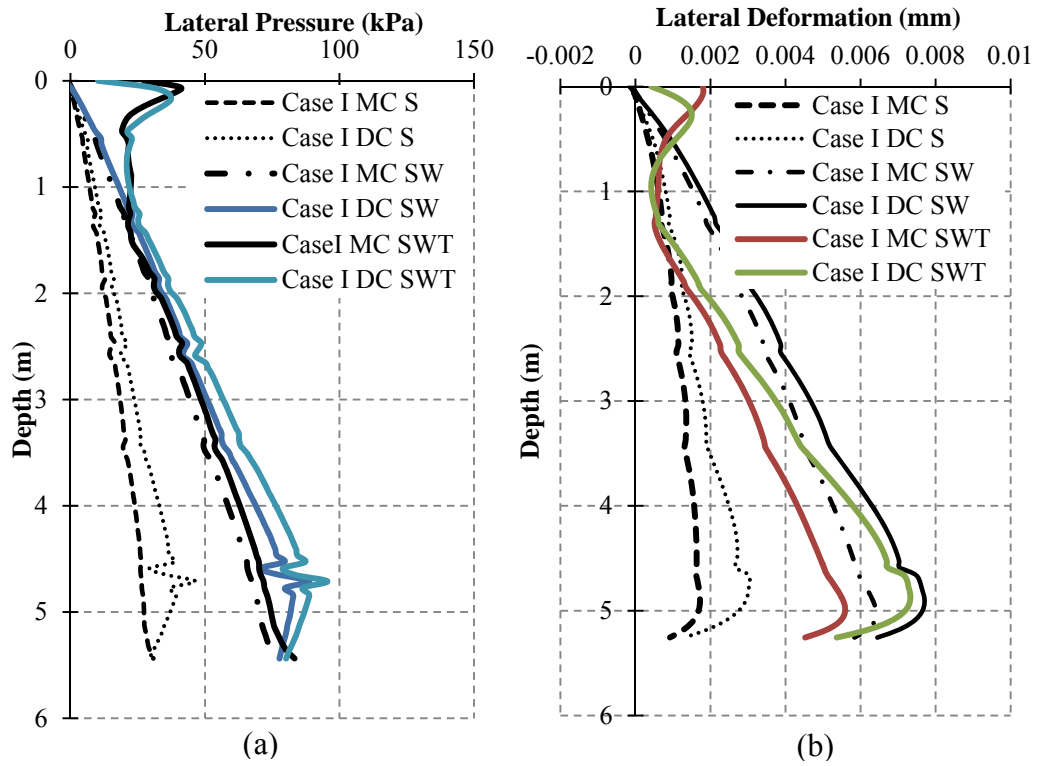 Lateral Pressure (kPa)
0 50 100 150
0
1
2
3
4
5
6
Depth (m)
Case I MC S
Case I DC S
Case I MC SW
Case I DC SW
CaseI MC SWT
Case I DC SWT
(a)
Lateral Deformation (mm)
-0.002 0 0.002 0.004 0.006 0.008 0.01
0
1
2
3
4
5
6
Depth (m)
Case I MC S
Case I DC S
Case I MC SW
Case I DC SW
Case I MC SWT
Case I DC SWT
(b)